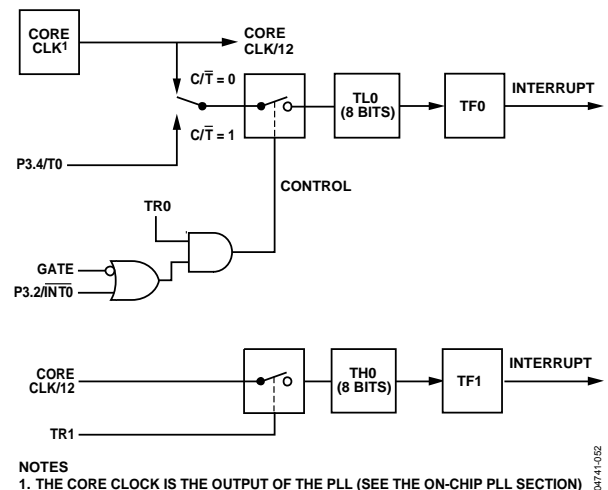 CORE
CLK¹
CORE
CLK/12
C/T̅ = 0
C/T̅ = 1
TL0
(8 BITS)
TF0
INTERRUPT
P3.4/T0
CONTROL
TR0
GATE
P3.2/I̅N̅T̅0̅
CORE
CLK/12
TH0
(8 BITS)
TF1
INTERRUPT
TR1
NOTES
1. THE CORE CLOCK IS THE OUTPUT OF THE PLL (SEE THE ON-CHIP PLL SECTION)
04741-052